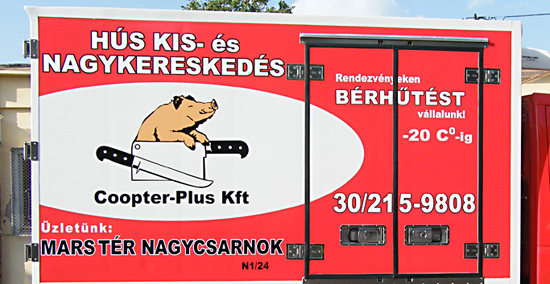 HÚS KIS- és
NAGYKERESKEDÉS
Coopter-Plus Kft
Üzletünk:
MARS TÉR NAGYCSARNOK
N1/24
Rendezvényeken
BÉRHŰTÉST
vállalunk!
-20 C⁰-ig
30/215-9808